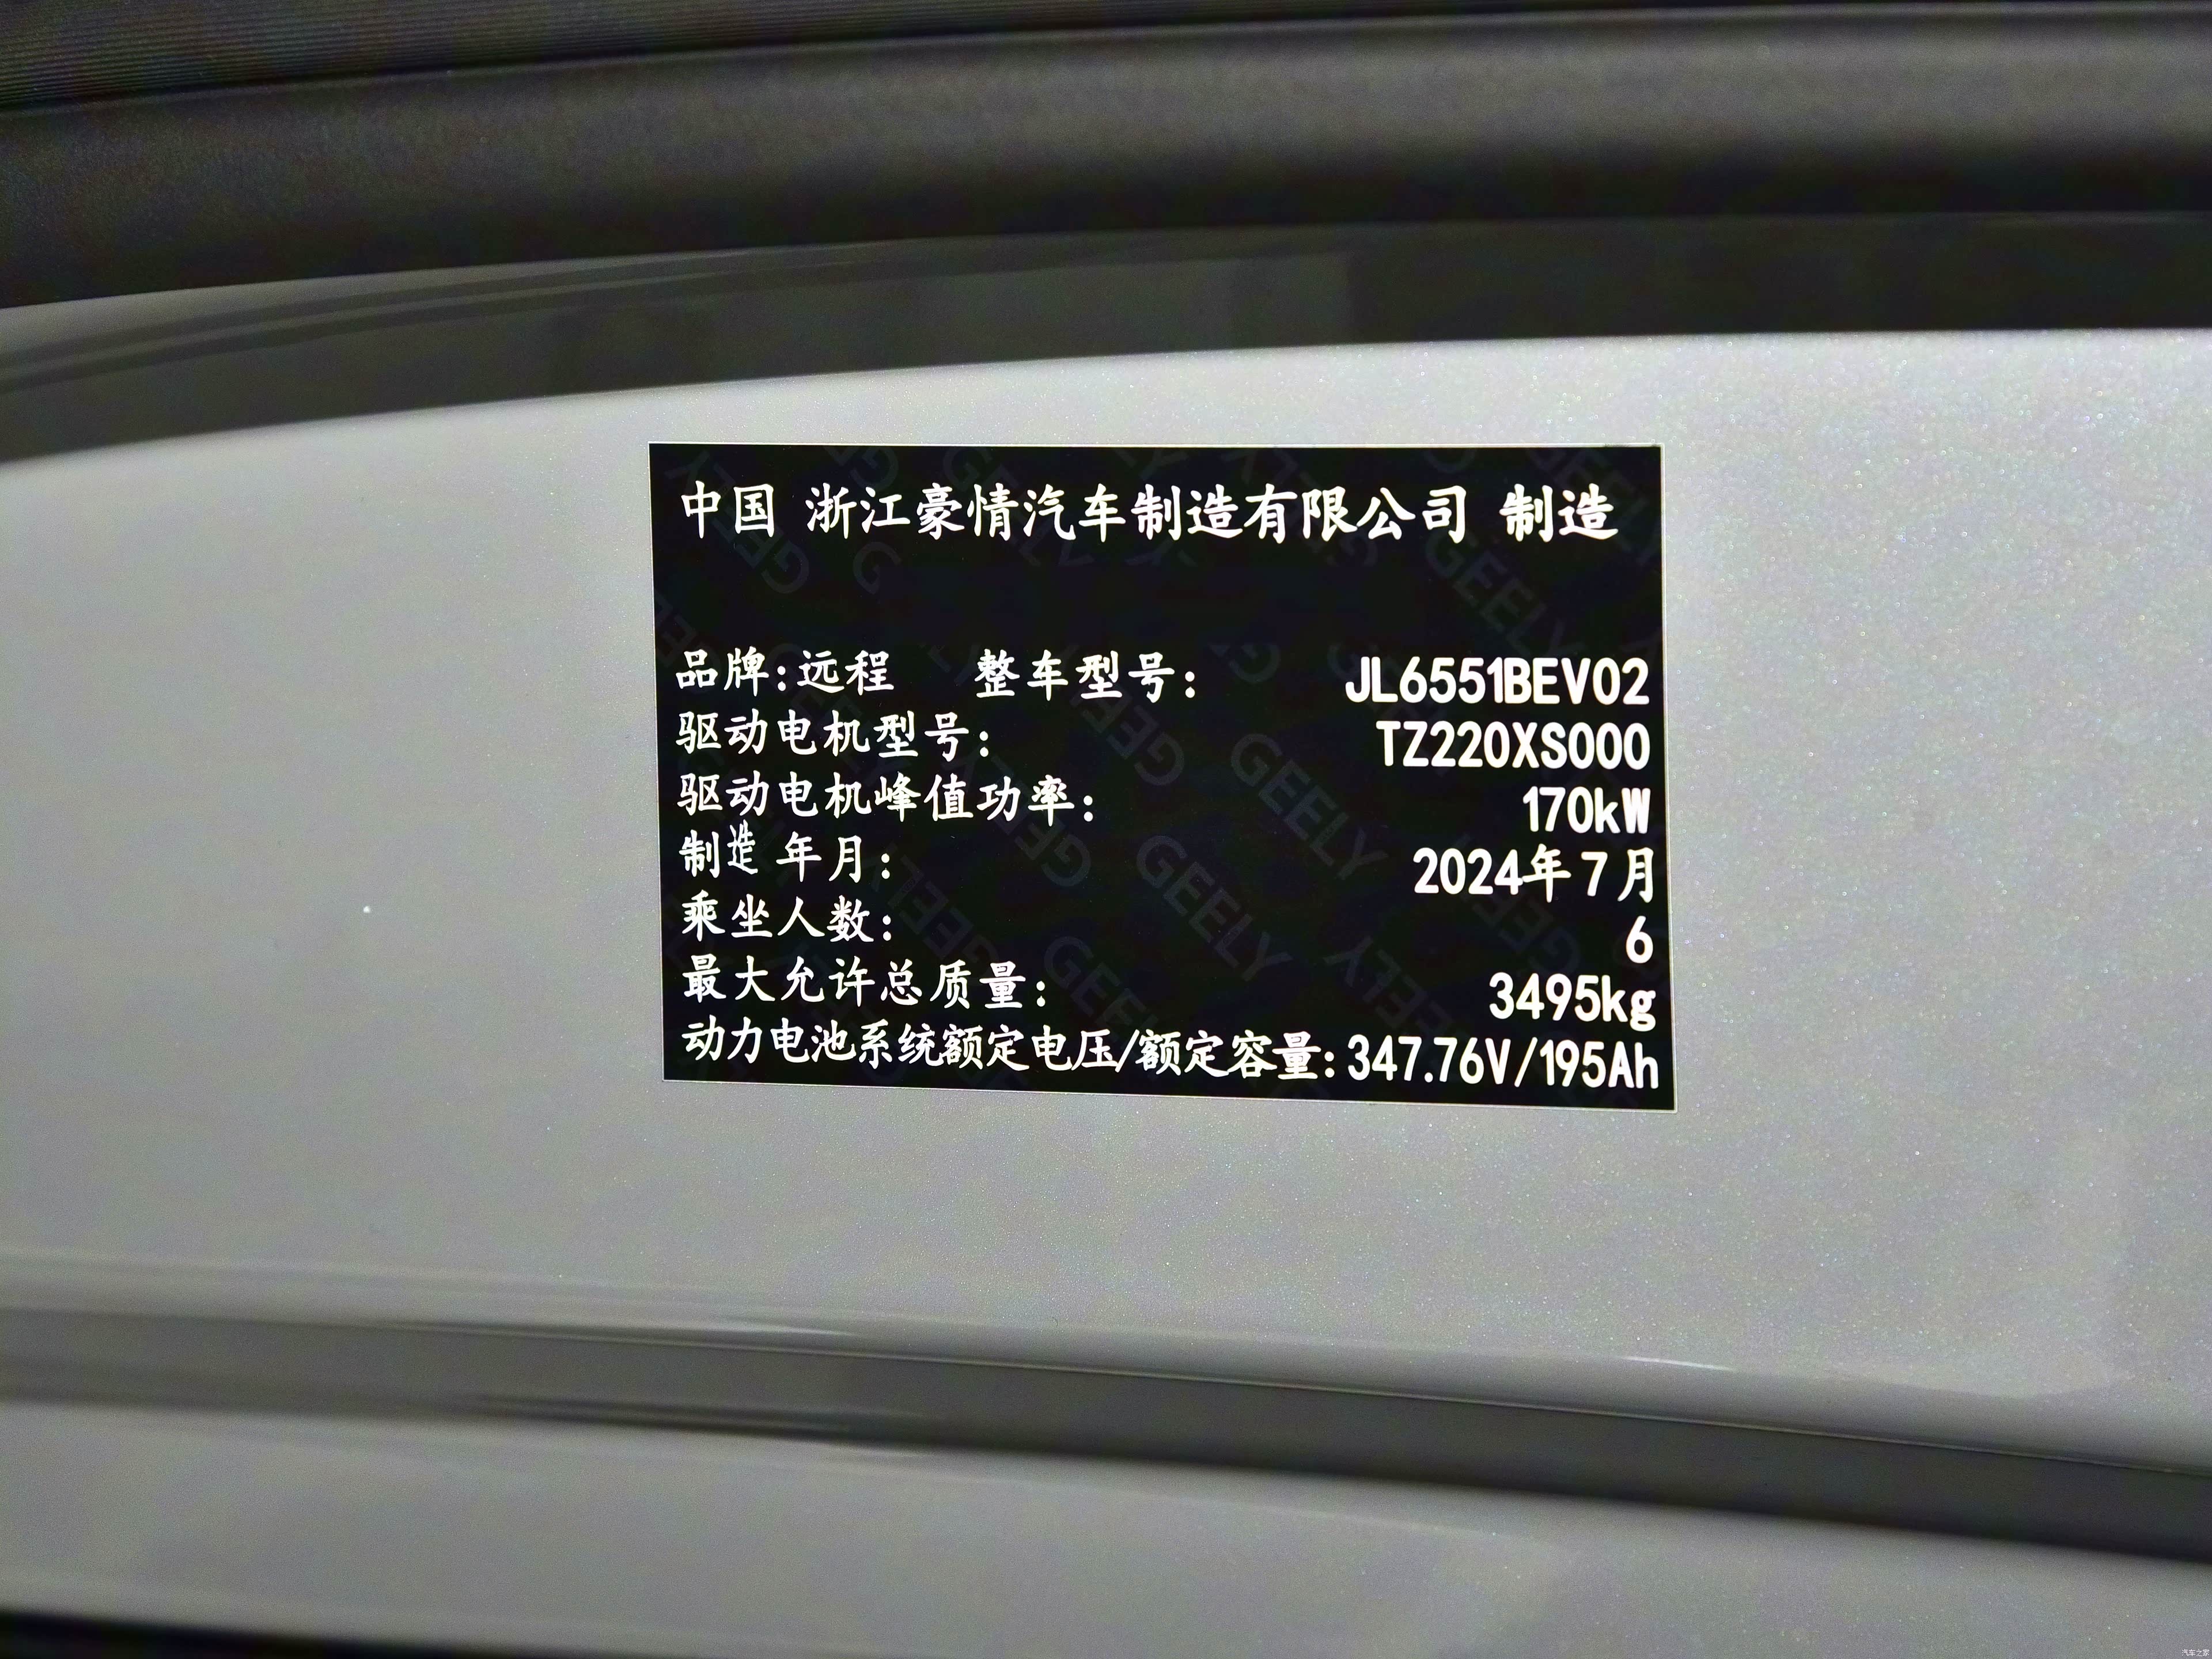 中国 浙江豪情汽车制造有限公司 制造
品牌:远程 整车型号: JL6551BEV02
驱动电机型号: TZ220XS000
驱动电机峰值功率: 170kW
制造年月: 2024年7月
乘坐人数: 6
最大允许总质量: 3495kg
动力电池系统额定电压/额定容量:347.76V/195Ah
汽车之家